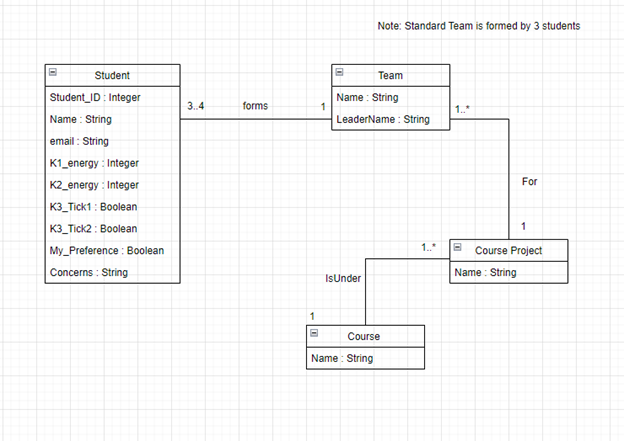 Note: Standard Team is formed by 3 students
Student
Student_ID : Integer
Name : String
email : String
K1_energy : Integer
K2_energy : Integer
K3_Tick1 : Boolean
K3_Tick2 : Boolean
My_Preference : Boolean
Concerns : String
3..4
forms
1
Team
Name : String
LeaderName : String
1..*
For
1
Course Project
Name : String
1..*
IsUnder
1
Course
Name : String